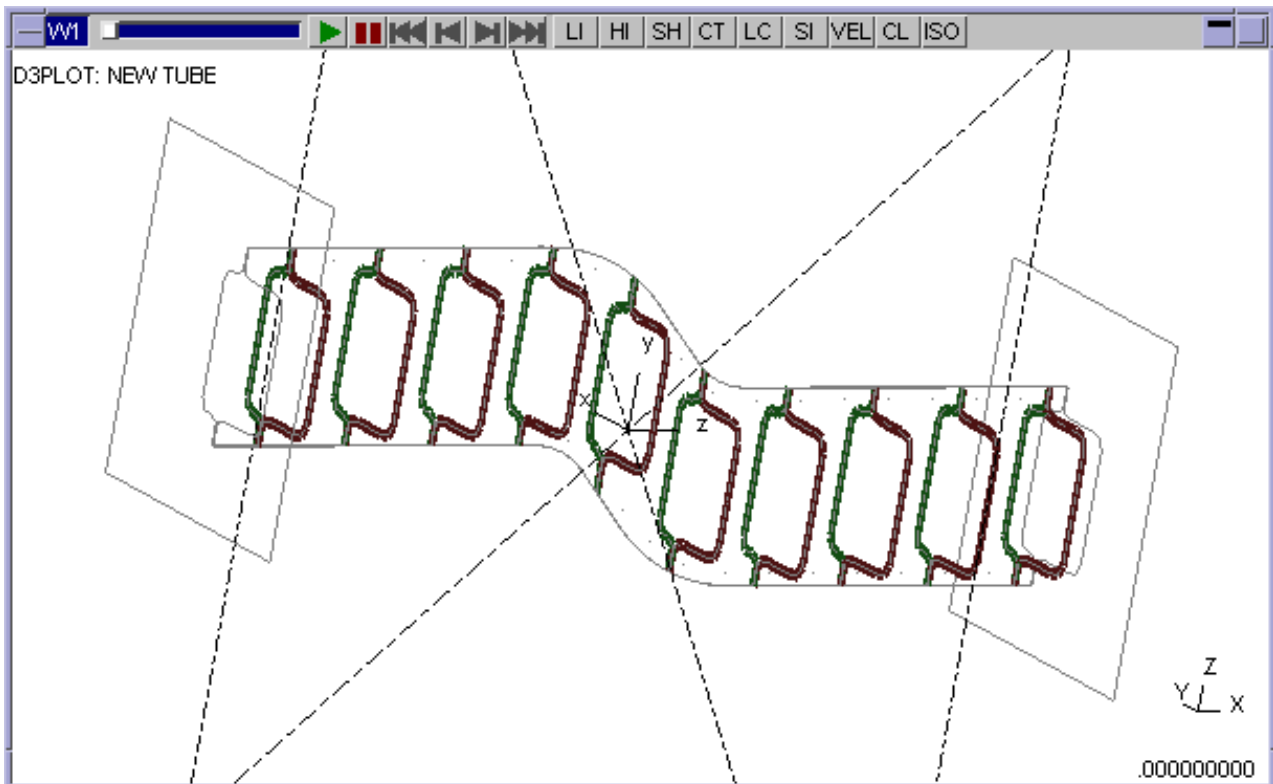 W1 LI HI SH CT LC SI VEL CL ISO
D3PLOT: NEW TUBE
y
x
z
Z
Y X
.000000000